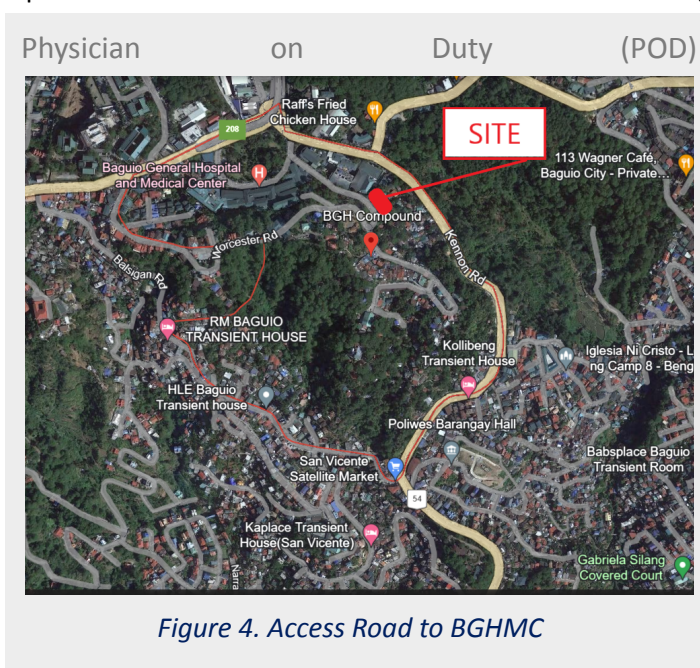 Physician on Duty (POD)
Raff's Fried
Chicken House
208
SITE
Baguio General Hospital
and Medical Center
H
113 Wagner Café,
Baguio City - Private...
BGH Compound
Worcester Rd
Kennon Rd
Balsigan Rd
RM BAGUIO
TRANSIENT HOUSE
Kollibeng
Transient House
Iglesia Ni Cristo - L
ng Camp 8 - Beng
HLE Baguio
Transient house
Poliwes Barangay Hall
San Vicente
Satellite Market
Babsplace Baguio
Transient Room
54
Kaplace Transient
House(San Vicente)
Narra
Gabriela Silang
Covered Court
Figure 4. Access Road to BGHMC